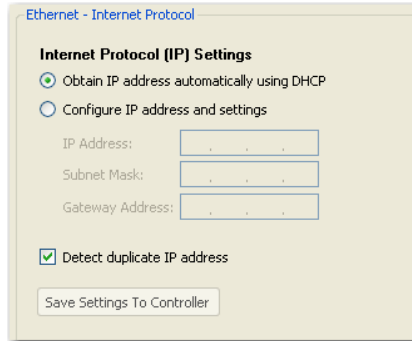 Ethernet - Internet Protocol
Internet Protocol (IP) Settings
Obtain IP address automatically using DHCP
Configure IP address and settings
IP Address: . . .
Subnet Mask: . . .
Gateway Address: . . .
Detect duplicate IP address
Save Settings To Controller